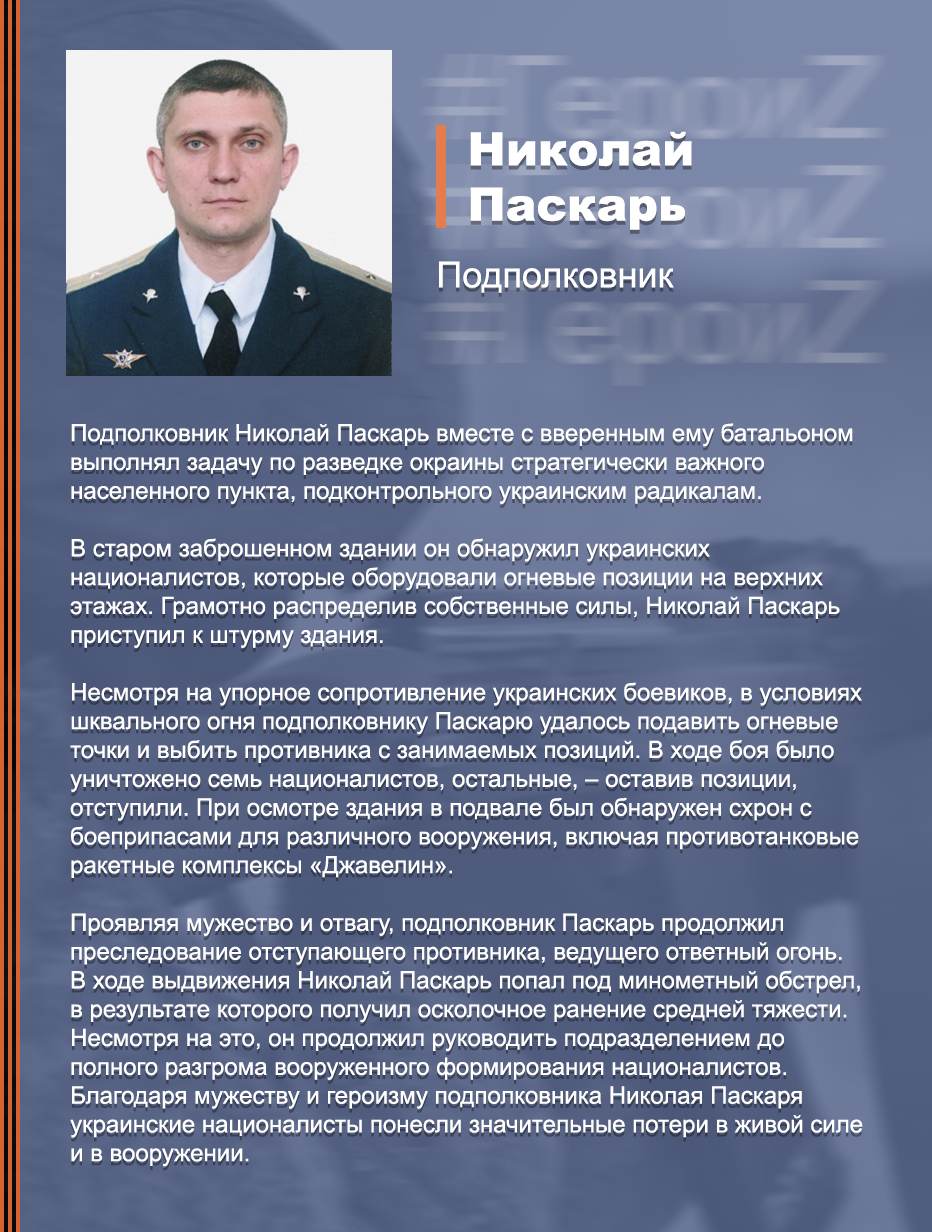 #ГероиZ
#ГероиZ
#ГероиZ
Николай
Паскарь
Подполковник
Подполковник Николай Паскарь вместе с вверенным ему батальоном
выполнял задачу по разведке окраины стратегически важного
населенного пункта, подконтрольного украинским радикалам.
В старом заброшенном здании он обнаружил украинских
националистов, которые оборудовали огневые позиции на верхних
этажах. Грамотно распределив собственные силы, Николай Паскарь
приступил к штурму здания.
Несмотря на упорное сопротивление украинских боевиков, в условиях
шквального огня подполковнику Паскарю удалось подавить огневые
точки и выбить противника с занимаемых позиций. В ходе боя было
уничтожено семь националистов, остальные, – оставив позиции,
отступили. При осмотре здания в подвале был обнаружен схрон с
боеприпасами для различного вооружения, включая противотанковые
ракетные комплексы «Джавелин».
Проявляя мужество и отвагу, подполковник Паскарь продолжил
преследование отступающего противника, ведущего ответный огонь.
В ходе выдвижения Николай Паскарь попал под минометный обстрел,
в результате которого получил осколочное ранение средней тяжести.
Несмотря на это, он продолжил руководить подразделением до
полного разгрома вооруженного формирования националистов.
Благодаря мужеству и героизму подполковника Николая Паскаря
украинские националисты понесли значительные потери в живой силе
и в вооружении.